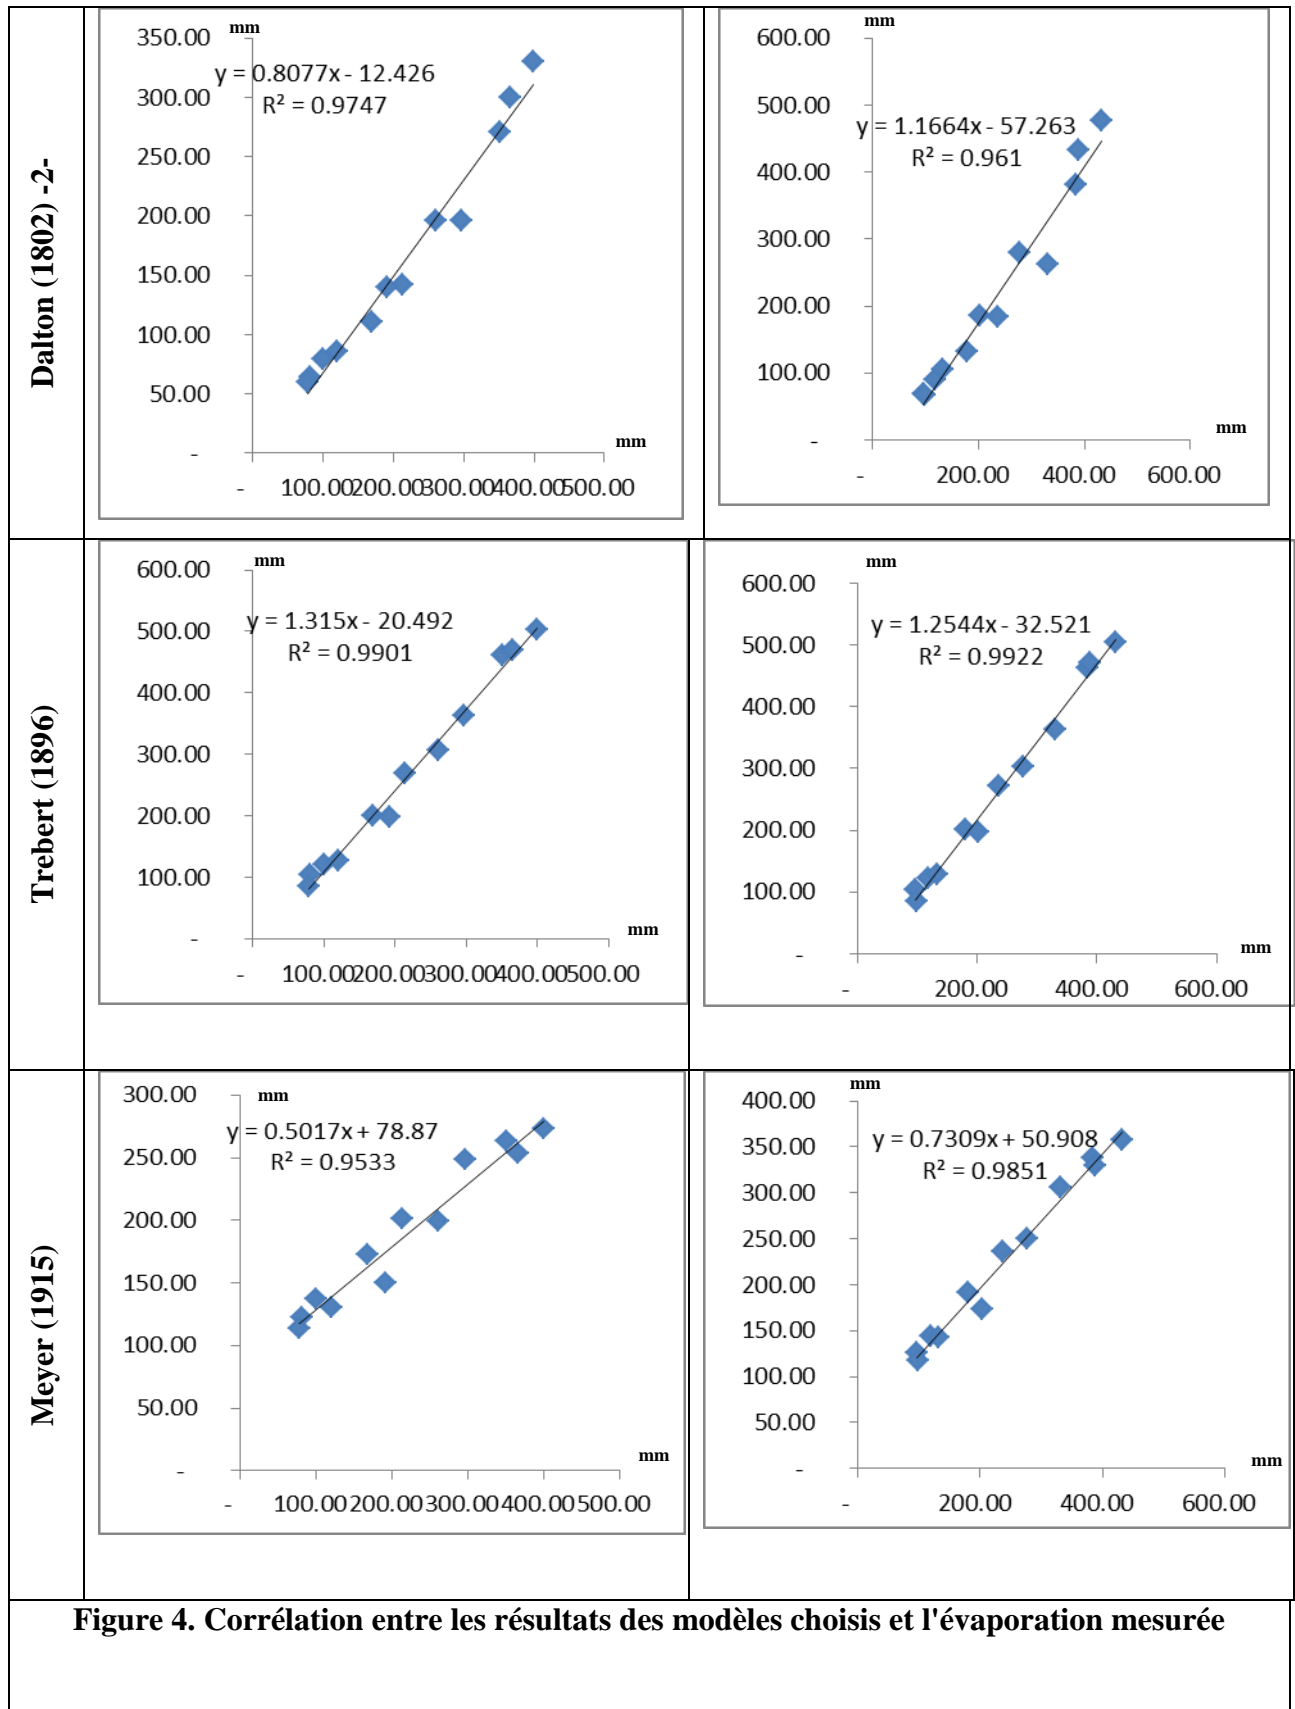 Dalton (1802) -2-
mm
350.00
300.00
250.00
200.00
150.00
100.00
50.00
-
y = 0.8077x - 12.426
R² = 0.9747
mm
- 100.00 200.00 300.00 400.00 500.00
mm
600.00
500.00
400.00
300.00
200.00
100.00
-
y = 1.1664x - 57.263
R² = 0.961
mm
- 200.00 400.00 600.00
Trebert (1896)
mm
600.00
500.00
400.00
300.00
200.00
100.00
-
y = 1.315x - 20.492
R² = 0.9901
mm
- 100.00 200.00 300.00 400.00 500.00
mm
600.00
500.00
400.00
300.00
200.00
100.00
-
y = 1.2544x - 32.521
R² = 0.9922
mm
- 200.00 400.00 600.00
Meyer (1915)
mm
300.00
250.00
200.00
150.00
100.00
50.00
-
y = 0.5017x + 78.87
R² = 0.9533
mm
- 100.00 200.00 300.00 400.00 500.00
mm
400.00
350.00
300.00
250.00
200.00
150.00
100.00
50.00
-
y = 0.7309x + 50.908
R² = 0.9851
mm
- 200.00 400.00 600.00
Figure 4. Corrélation entre les résultats des modèles choisis et l'évaporation mesurée